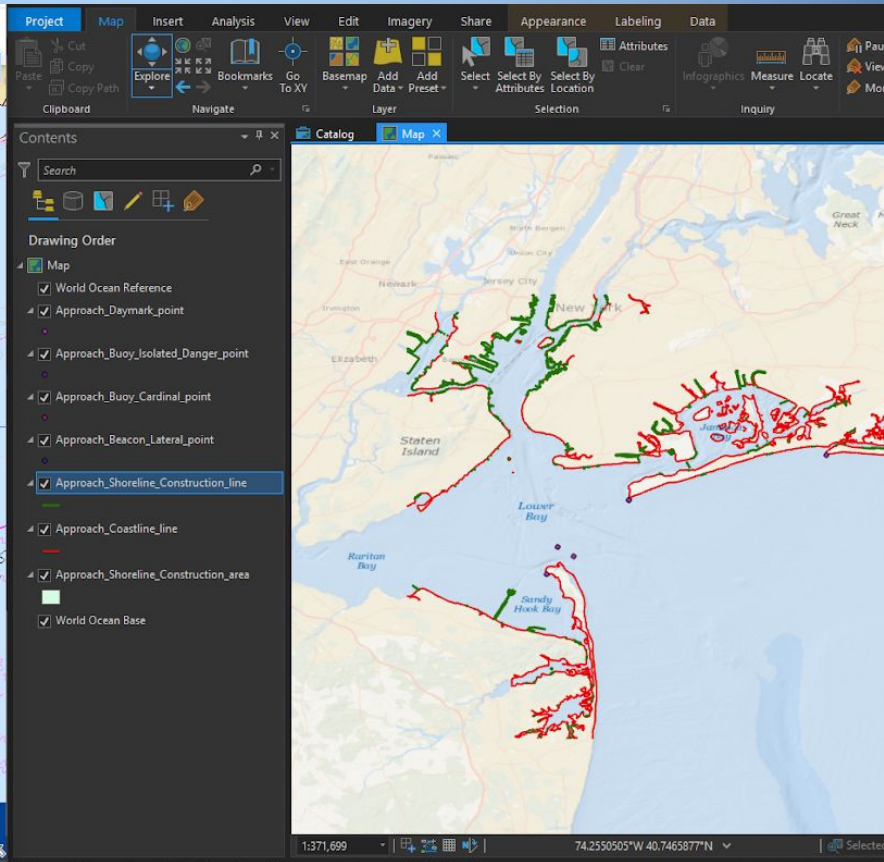 Project Map Insert Analysis View Edit Imagery Share Appearance Labeling Data
Cut
Copy
Copy Path
Paste
Explore
Bookmarks
Go To XY
Basemap
Add Data
Add Preset
Select
Select By Attributes
Select By Location
Attributes
Clear
Infographics
Measure
Locate
Clipboard Navigate Layer Selection Inquiry
Contents
Catalog Map
Search
Drawing Order
Map
World Ocean Reference
Approach_Daymark_point
Approach_Buoy_Isolated_Danger_point
Approach_Buoy_Cardinal_point
Approach_Beacon_Lateral_point
Approach_Shoreline_Construction_line
Approach_Coastline_line
Approach_Shoreline_Construction_area
World Ocean Base
Passaic
North Bergen
Union City
East Orange
Newark
Jersey City
Irvington
New York
Great
Neck
Elizabeth
Staten
Island
Lower
Bay
Raritan
Bay
Sandy
Hook Bay
1:371,699
74.2550505°W 40.7465877°N
Selected